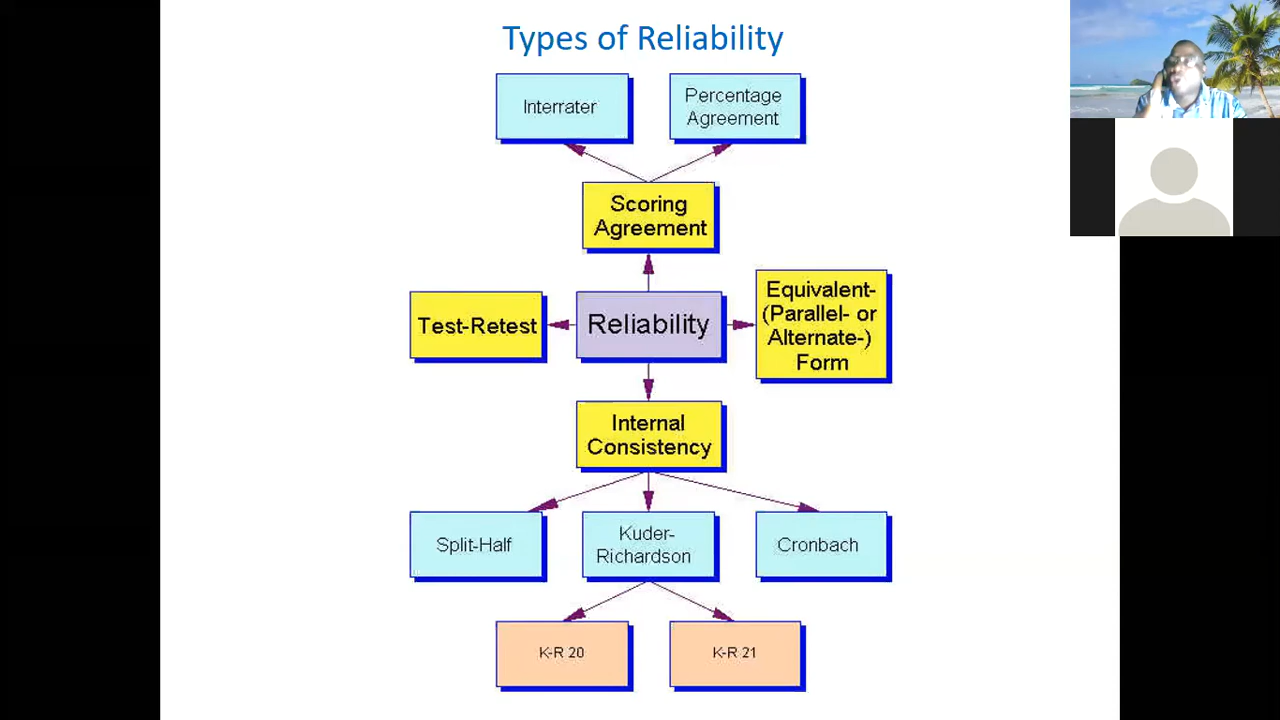 Types of Reliability
Interrater
Percentage
Agreement
Scoring
Agreement
Test-Retest
Reliability
Equivalent-
(Parallel- or
Alternate-)
Form
Internal
Consistency
Split-Half
Kuder-
Richardson
Cronbach
K-R 20
K-R 21